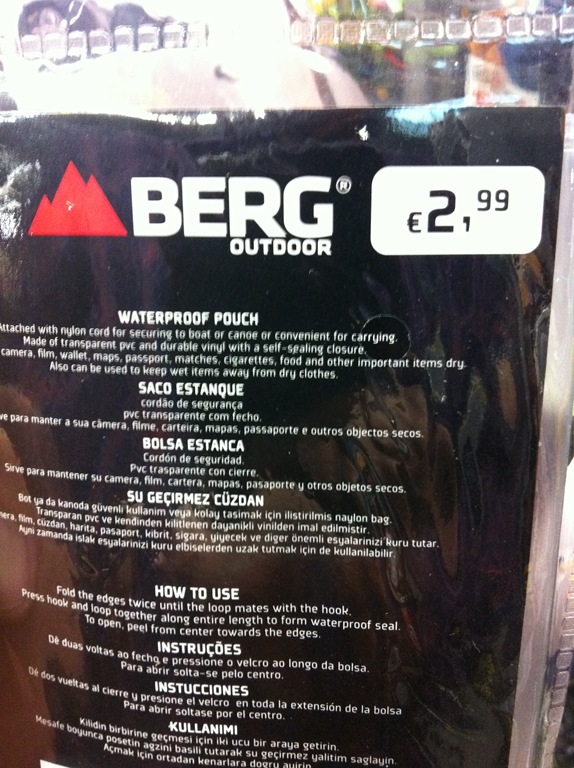 BERG®
OUTDOOR
€2,99
WATERPROOF POUCH
Attached with nylon cord for securing to boat or canoe or convenient for carrying.
Made of transparent pvc and durable vinyl with a self-sealing closure.
camera, film, wallet, maps, passport, matches, cigarettes, food and other important items dry.
Also can be used to keep wet items away from dry clothes.
SACO ESTANQUE
cordão de segurança
pvc transparente com fecho.
ve para manter a sua câmera, filme, carteira, mapas, passaporte e outros objectos secos.
BOLSA ESTANCA
Cordón de seguridad.
Pvc trasparente con cierre.
Sirve para mantener su camera, film, cartera, mapas, pasaporte y otros objetos secos.
SU GEÇIRMEZ CÜZDAN
Bot ya da kanoda güvenli kullanim veya kolay tasimak için ilistirilmis naylon bag.
Transparan pvc ve kendinden kilitlenen dayanikli vinilden imal edilmistir.
mera, film, cüzdan, harita, pasaport, kibrit, sigara, yiyecek ve diger önemli esyalarinizi kuru tutar.
Ayni zamanda islak esyalarinizi kuru elbiselerden uzak tutmak için de kullanilabilir.
HOW TO USE
Fold the edges twice until the loop mates with the hook.
Press hook and loop together along entire length to form waterproof seal.
To open, peel from center towards the edges.
INSTRUÇÕES
Dê duas voltas ao fecho e pressione o velcro ao longo da bolsa.
Para abrir solta-se pelo centro.
INSTUCCIONES
Dé dos vueltas al cierre y presione el velcro en toda la extensión de la bolsa
Para abrir soltase por el centro.
KULLANIMI
Kilidin birbirine geçmesi için iki ucu bir araya getirin.
Mesafe boyunca posetin agzini basili tutarak su geçirmez yalitim saglayin.
Açmak için ortadan kenarlara dogru ayirin